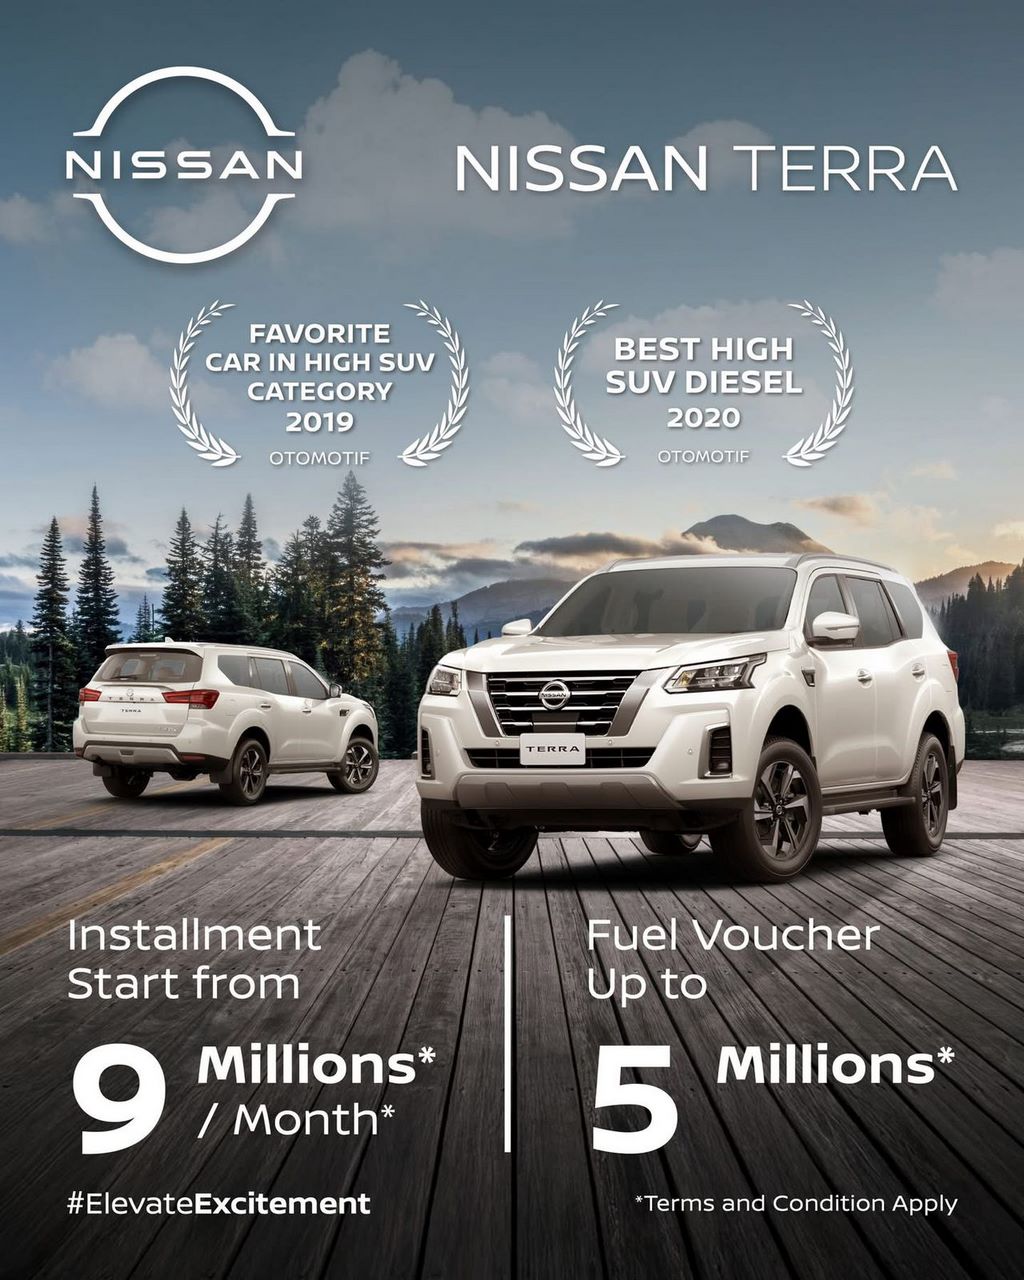 NISSAN
NISSAN TERRA
FAVORITE
CAR IN HIGH SUV
CATEGORY
2019
OTOMOTIF
BEST HIGH
SUV DIESEL
2020
OTOMOTIF
TERRA
TERRA
NISSAN
TERRA
Installment
Start from
9 Millions*
/ Month*
Fuel Voucher
Up to
5 Millions*
#ElevateExcitement
*Terms and Condition Apply